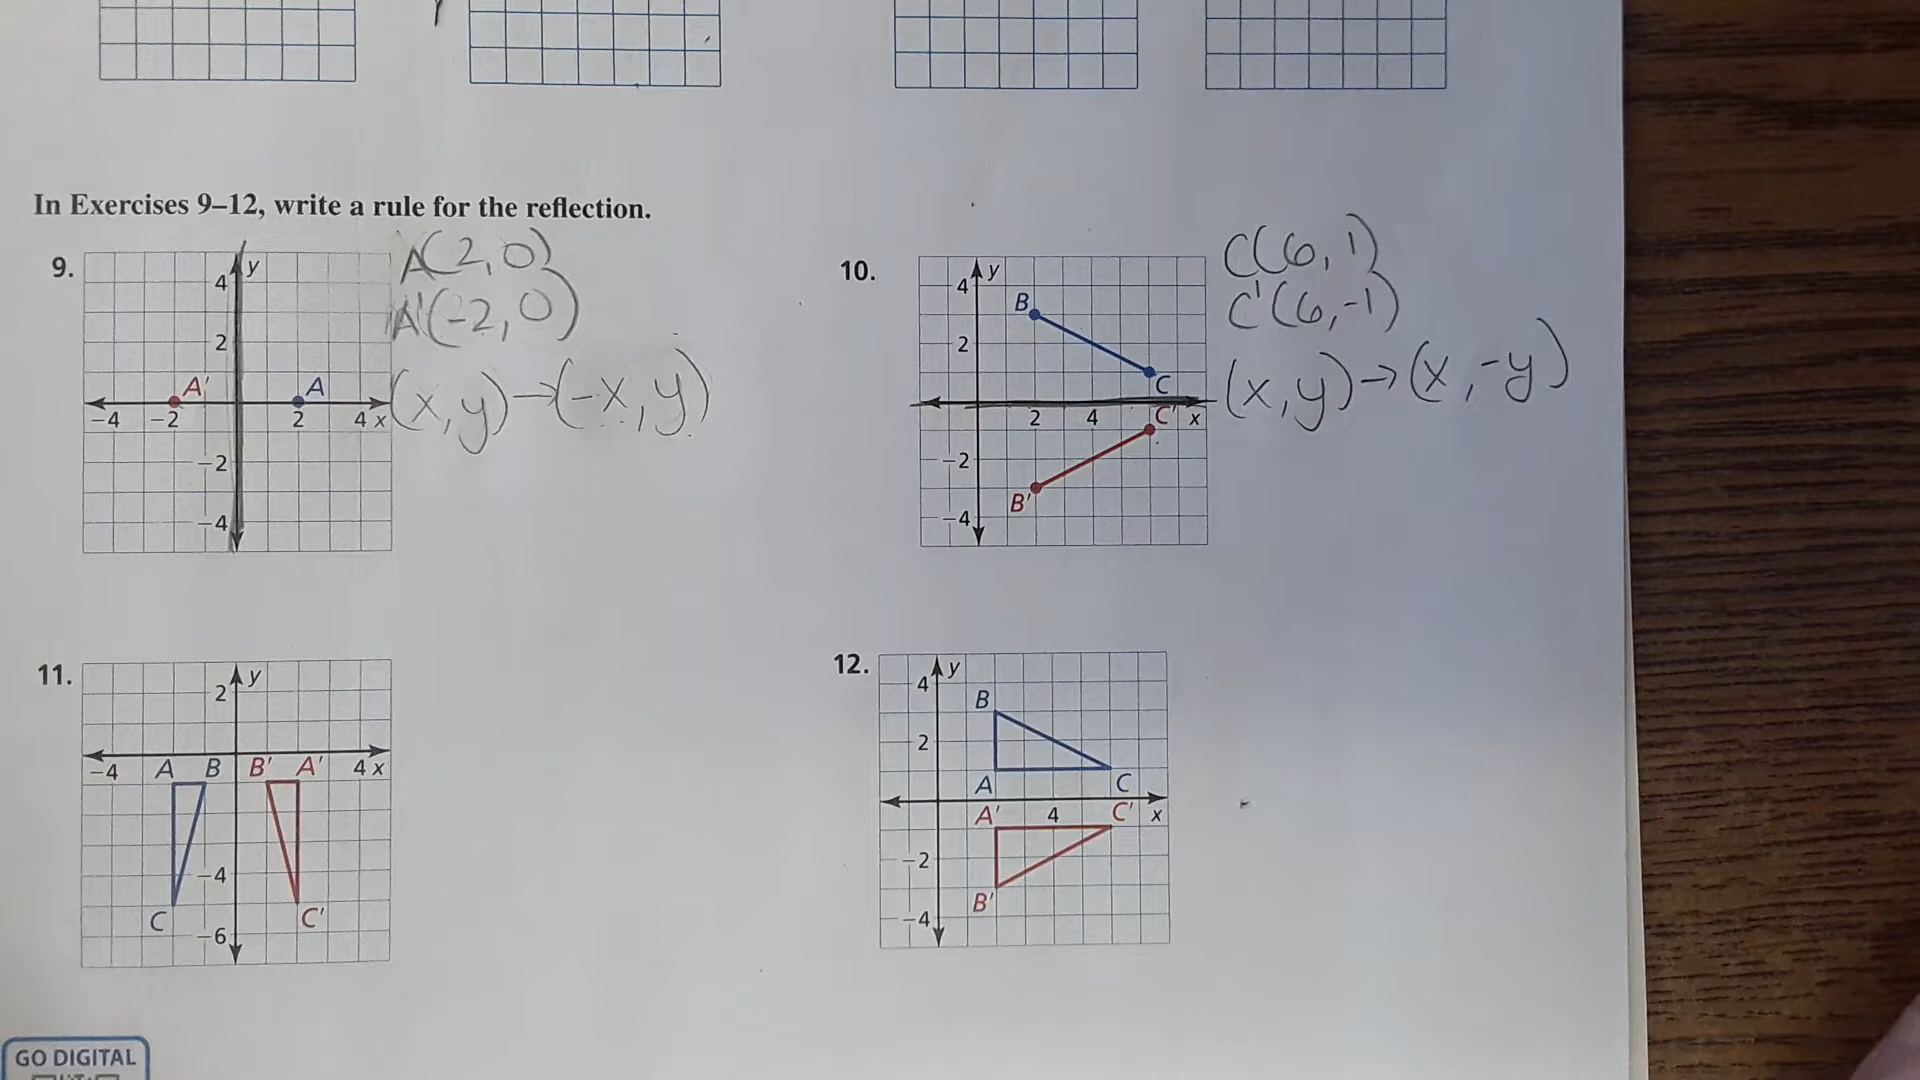 In Exercises 9–12, write a rule for the reflection.
9.
y
4
2
A'
A
−4
−2
2
4 x
−2
−4
A(2, 0)
A'(-2, 0)
(x, y)→(-x, y)
10.
y
4
B
2
C
2
4
C'
x
−2
B'
−4
C(6, 1)
C'(6, -1)
(x, y)→(x, -y)
11.
y
2
−4
A
B
B'
A'
4 x
−4
C
C'
−6
12.
y
4
B
2
A
C
A'
4
C'
x
−2
B'
−4
GO DIGITAL